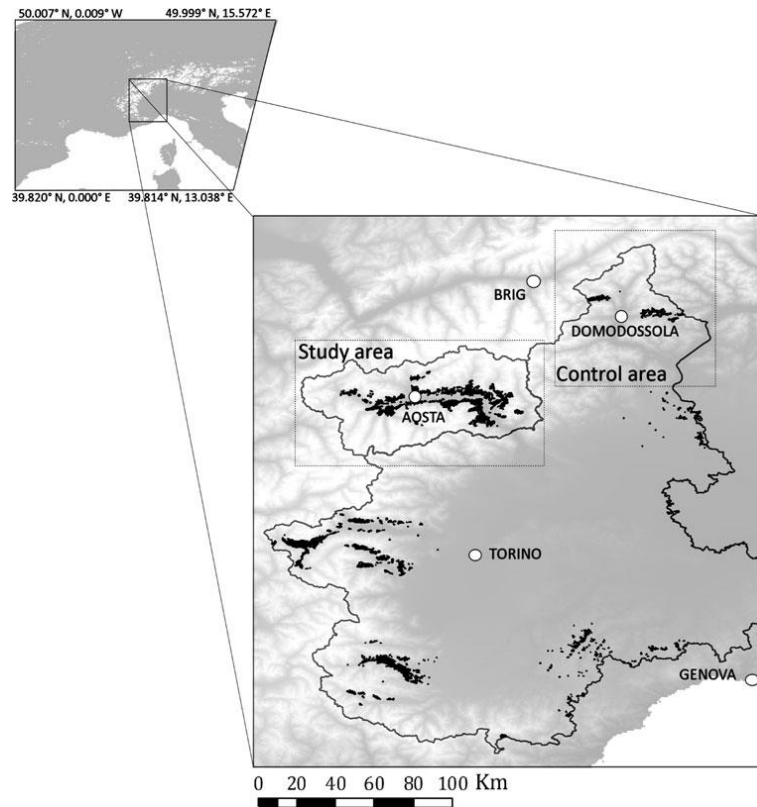 50.007° N, 0.009° W 49.999° N, 15.572° E
39.820° N, 0.000° E 39.814° N, 13.038° E
BRIG
DOMODOSSOLA
Study area
Control area
AOSTA
TORINO
GENOVA
0 20 40 60 80 100 Km